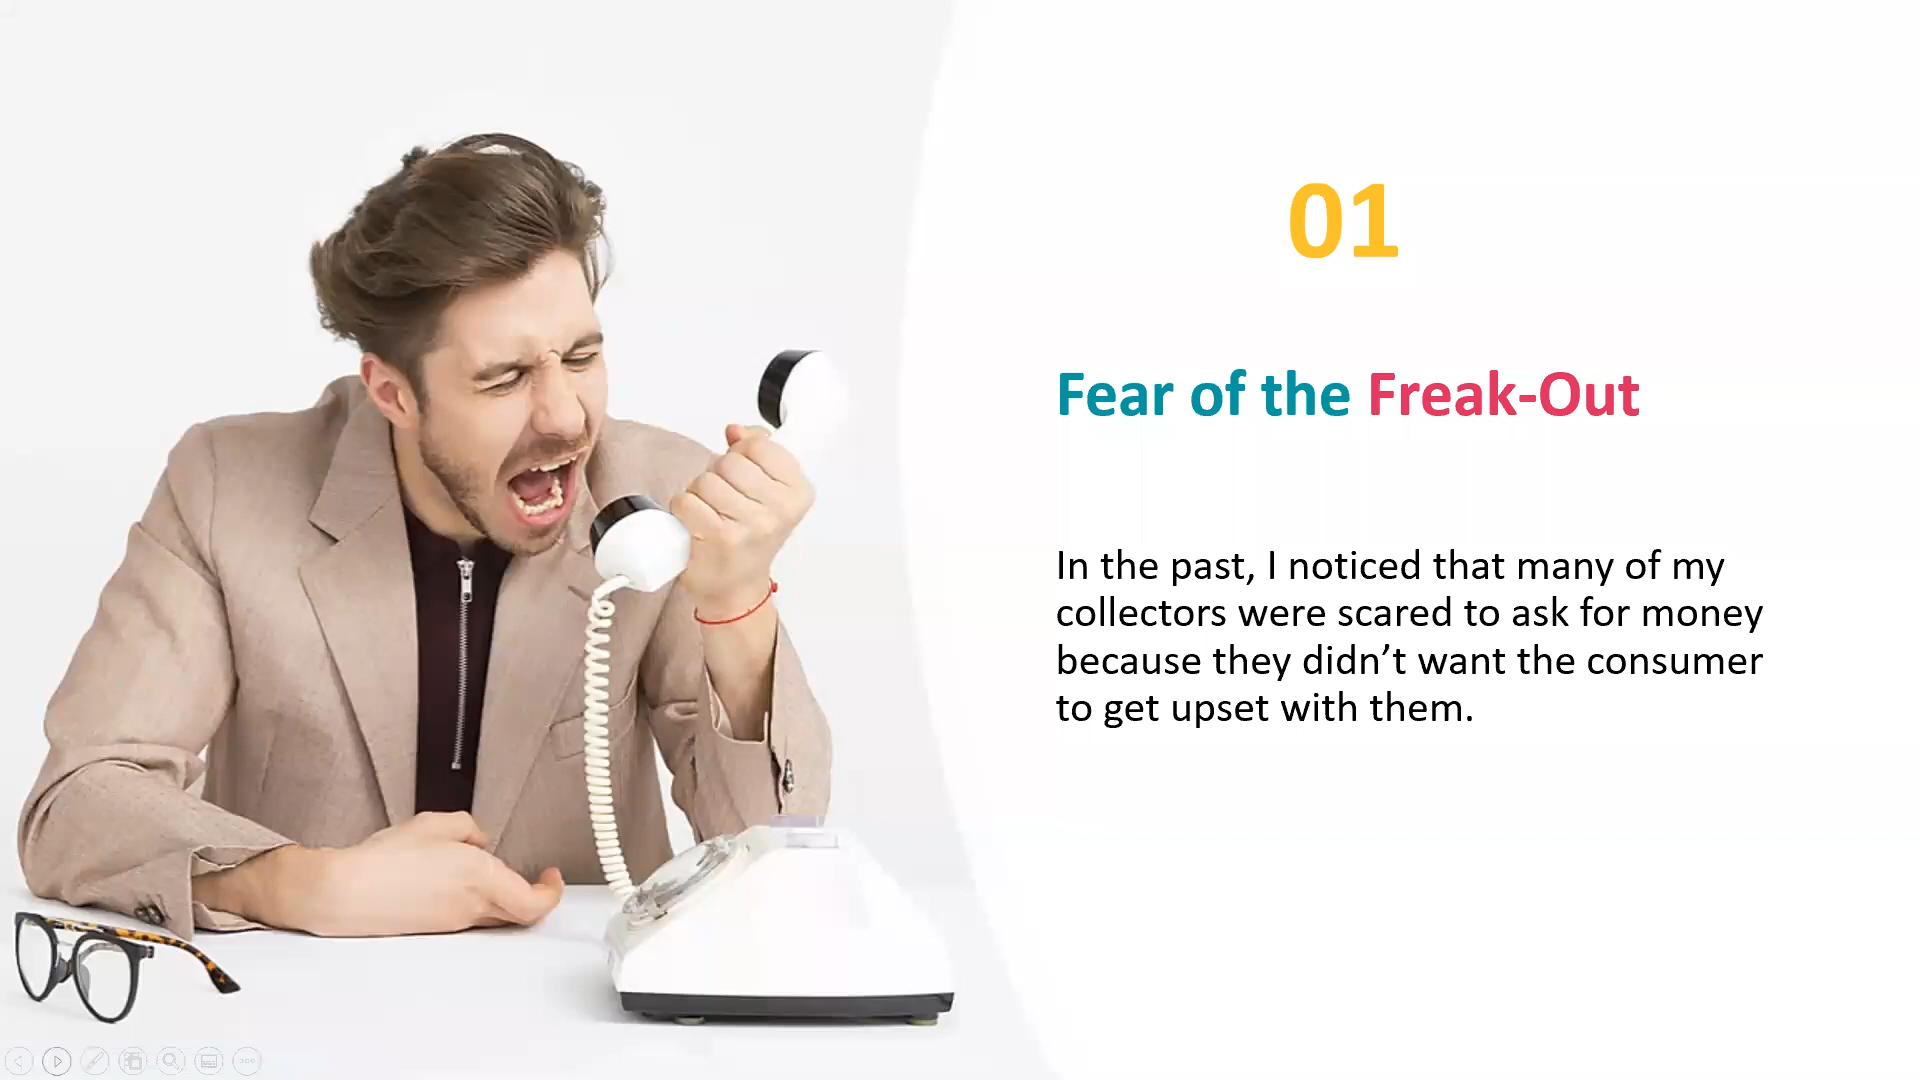 01
Fear of the Freak-Out
In the past, I noticed that many of my
collectors were scared to ask for money
because they didn’t want the consumer
to get upset with them.